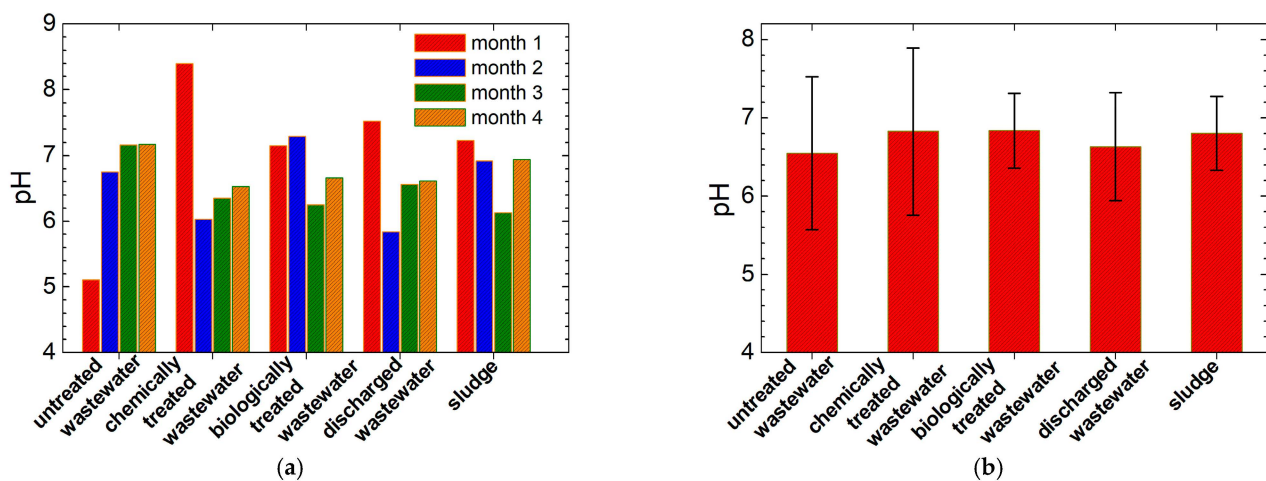 9
8
7
6
5
4
pH
month 1
month 2
month 3
month 4
untreated
wastewater
chemically
treated
wastewater
biologically
treated
wastewater
discharged
wastewater
sludge
(a)
8
7
6
5
4
pH
untreated
wastewater
chemically
treated
wastewater
biologically
treated
wastewater
discharged
wastewater
sludge
(b)